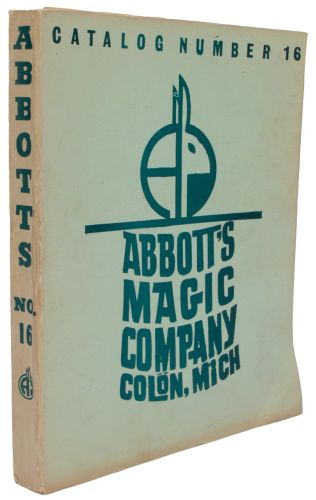 CATALOG NUMBER 16
ABBOTT'S
MAGIC
COMPANY
COLON, MICH
ABBOTTS
NO.
16